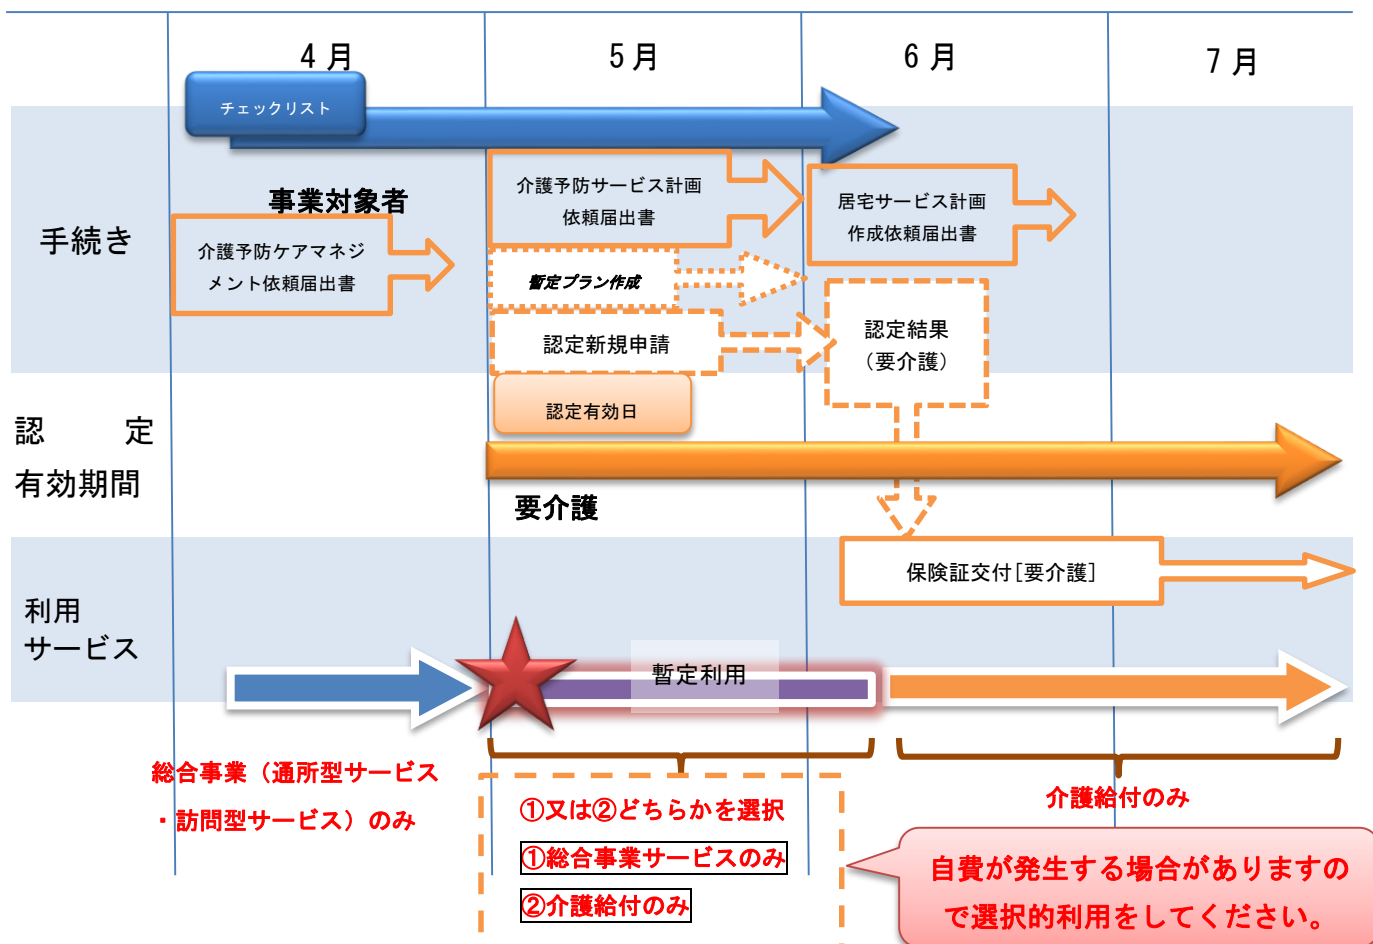 4月
5月
6月
7月
チェックリスト
事業対象者
手続き
介護予防ケアマネジ
メント依頼届出書
介護予防サービス計画
依頼届出書
居宅サービス計画
作成依頼届出書
暫定プラン作成
認定新規申請
認定結果
（要介護）
認定有効日
認　　定
有効期間
要介護
保険証交付[要介護]
利用
サービス
暫定利用
総合事業（通所型サービス
・訪問型サービス）のみ
①又は②どちらかを選択
①総合事業サービスのみ
②介護給付のみ
介護給付のみ
自費が発生する場合がありますの
で選択的利用をしてください。